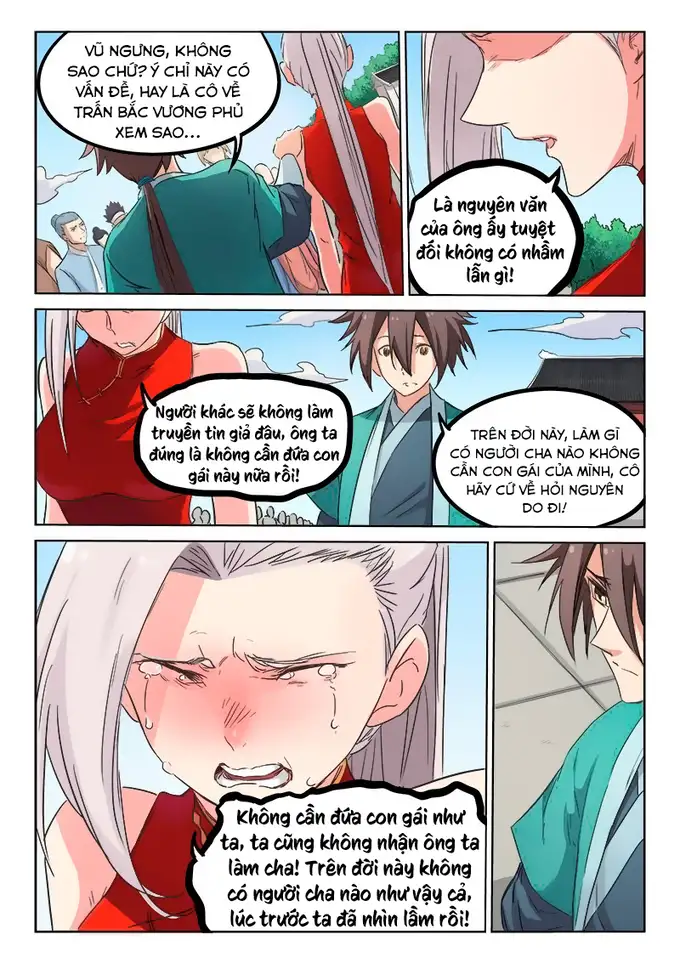 VŨ NGƯNG, KHÔNG
SAO CHỨ? Ý CHỈ NÀY CÓ
VẤN ĐỀ, HAY LÀ CÔ VỀ
TRẤN BẮC VƯƠNG PHỦ
XEM SAO...
Là nguyên văn
của ông ấy tuyệt
đối không có nhầm
lẫn gì!
Người khác sẽ không làm
truyền tin giả đâu, ông ta
đúng là không cần đứa con
gái này nữa rồi!
TRÊN ĐỜI NÀY, LÀM GÌ
CÓ NGƯỜI CHA NÀO KHÔNG
CẦN CON GÁI CỦA MÌNH, CÔ
HÃY CỨ VỀ HỎI NGUYÊN
DO ĐI!
Không cần đứa con gái như
ta, ta cũng không nhận ông ta
làm cha! Trên đời này không
có người cha nào như vậy cả,
lúc trước ta đã nhìn lầm rồi!